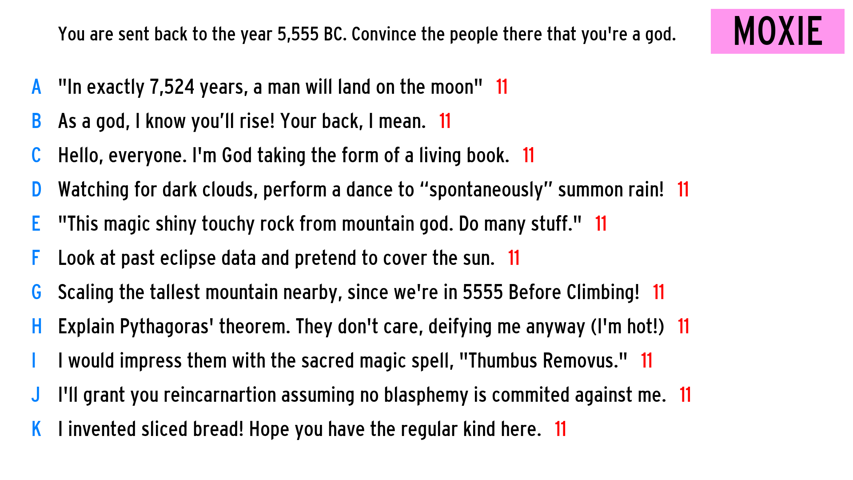 You are sent back to the year 5,555 BC. Convince the people there that you're a god.
MOXIE
A "In exactly 7,524 years, a man will land on the moon" 11
B As a god, I know you’ll rise! Your back, I mean. 11
C Hello, everyone. I'm God taking the form of a living book. 11
D Watching for dark clouds, perform a dance to “spontaneously” summon rain! 11
E "This magic shiny touchy rock from mountain god. Do many stuff." 11
F Look at past eclipse data and pretend to cover the sun. 11
G Scaling the tallest mountain nearby, since we're in 5555 Before Climbing! 11
H Explain Pythagoras' theorem. They don't care, deifying me anyway (I'm hot!) 11
I I would impress them with the sacred magic spell, "Thumbus Removus." 11
J I'll grant you reincarnartion assuming no blasphemy is commited against me. 11
K I invented sliced bread! Hope you have the regular kind here. 11